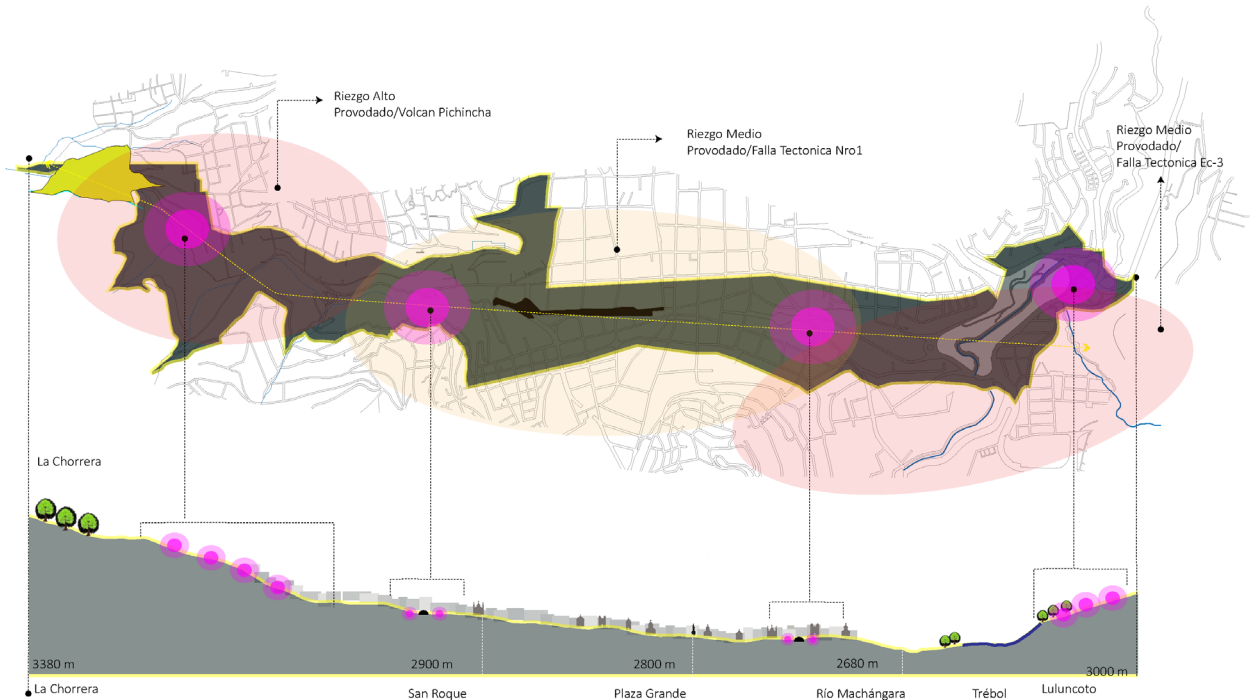 Riezgo Alto
Provodado/Volcan Pichincha
Riezgo Medio
Provodado/Falla Tectonica Nro1
Riezgo Medio
Provodado/
Falla Tectonica Ec-3
La Chorrera
3380 m
2900 m
2800 m
2680 m
3000 m
La Chorrera
San Roque
Plaza Grande
Río Machángara
Trébol
Luluncoto